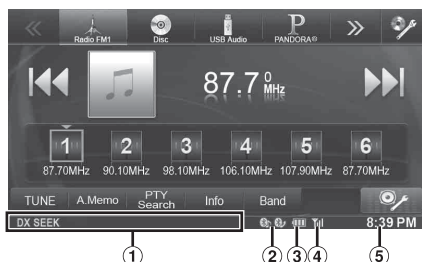 Radio FM1 Disc USB Audio PANDORA®
P
87.7 0 MHz
1 2 3 4 5 6
87.70MHz 90.10MHz 98.10MHz 106.10MHz 107.90MHz 87.70MHz
TUNE A.Memo PTY Search Info Band
DX SEEK 8:39 PM
1 2 3 4 5